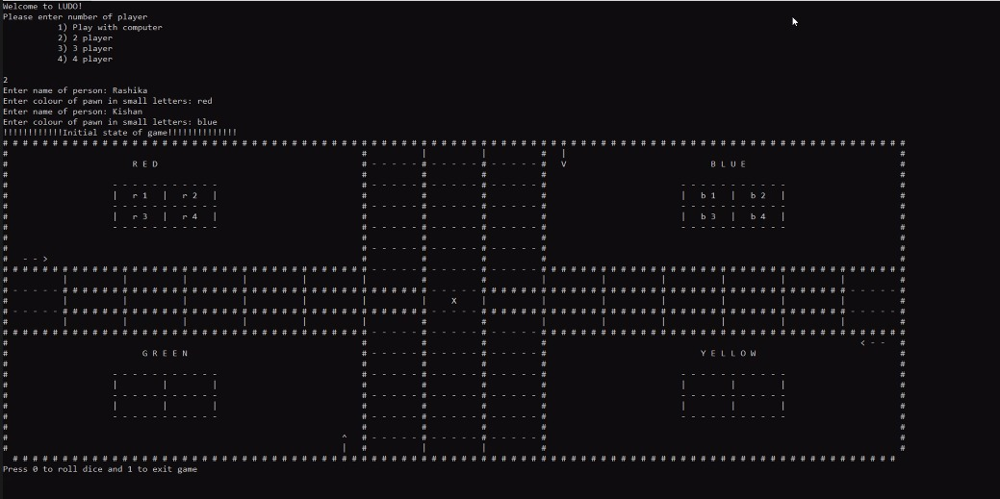 Welcome to LUDO!
Please enter number of player
1) Play with computer
2) 2 player
3) 3 player
4) 4 player
2
Enter name of person: Rashika
Enter colour of pawn in small letters: red
Enter name of person: Kishan
Enter colour of pawn in small letters: blue
!!!!!!!!!!!!Initial state of game!!!!!!!!!!!!!!
R E D V B L U E
| r 1 | r 2 | | b 1 | b 2 |
| r 3 | r 4 | | b 3 | b 4 |
- - >
X
< - -
G R E E N Y E L L O W
^
Press 0 to roll dice and 1 to exit game